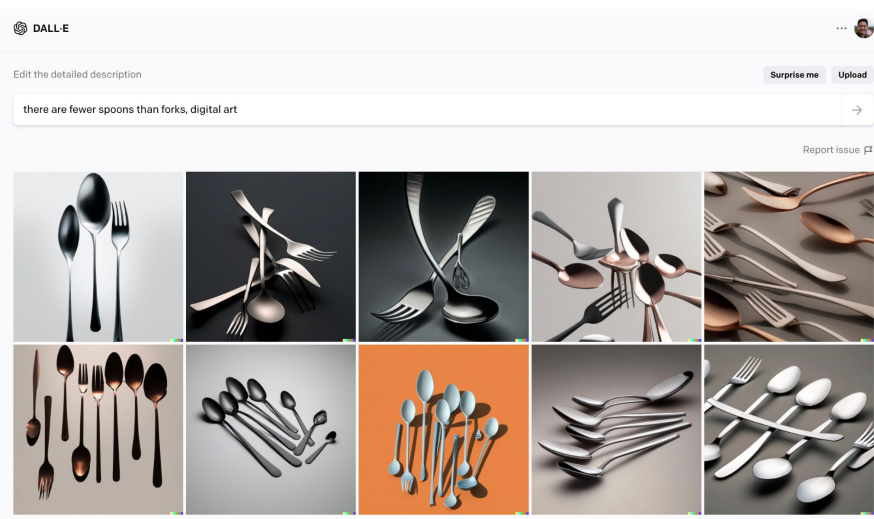 DALL·E
Edit the detailed description
Surprise me
Upload
there are fewer spoons than forks, digital art
Report issue